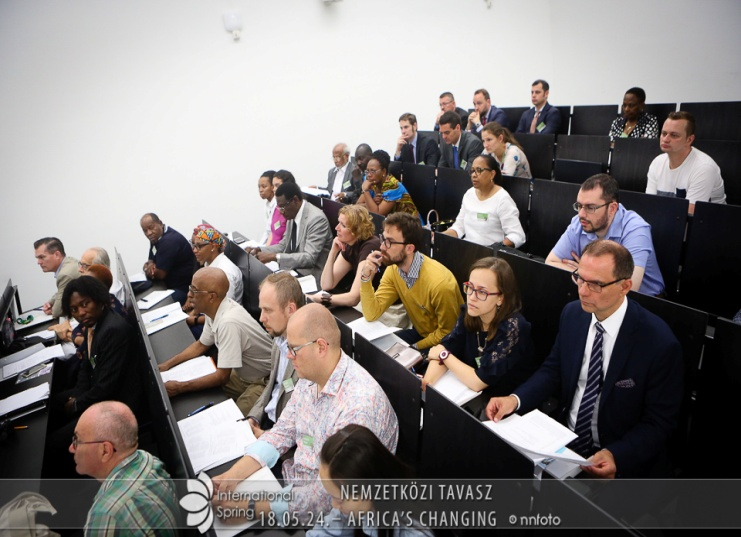 International
Spring
NEMZETKÖZI TAVASZ
18.05.24. – AFRICA'S CHANGING © nnfoto